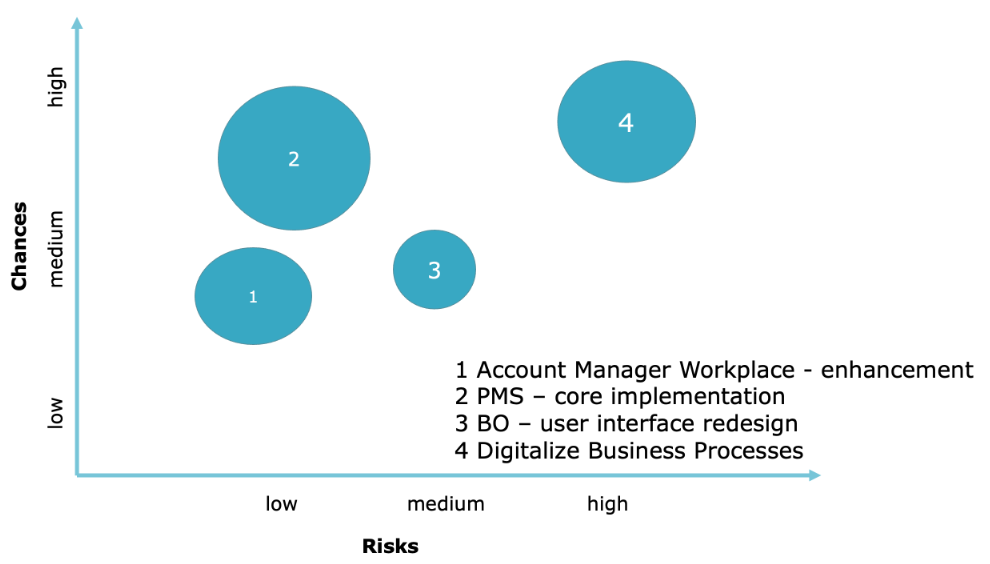 high
medium
low
Chances
2
4
1
3
1 Account Manager Workplace - enhancement
2 PMS – core implementation
3 BO – user interface redesign
4 Digitalize Business Processes
low medium high
Risks